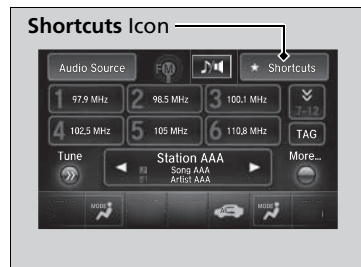 Shortcuts Icon
Audio Source
FM
★ Shortcuts
1 97.9 MHz
2 98.5 MHz
3 100.1 MHz
7-12
4 102,5 MHz
5 105 MHz
6 110,8 MHz
TAG
Tune
Station AAA
Song AAA
Artist AAA
More...
MODE
A/C
MODE